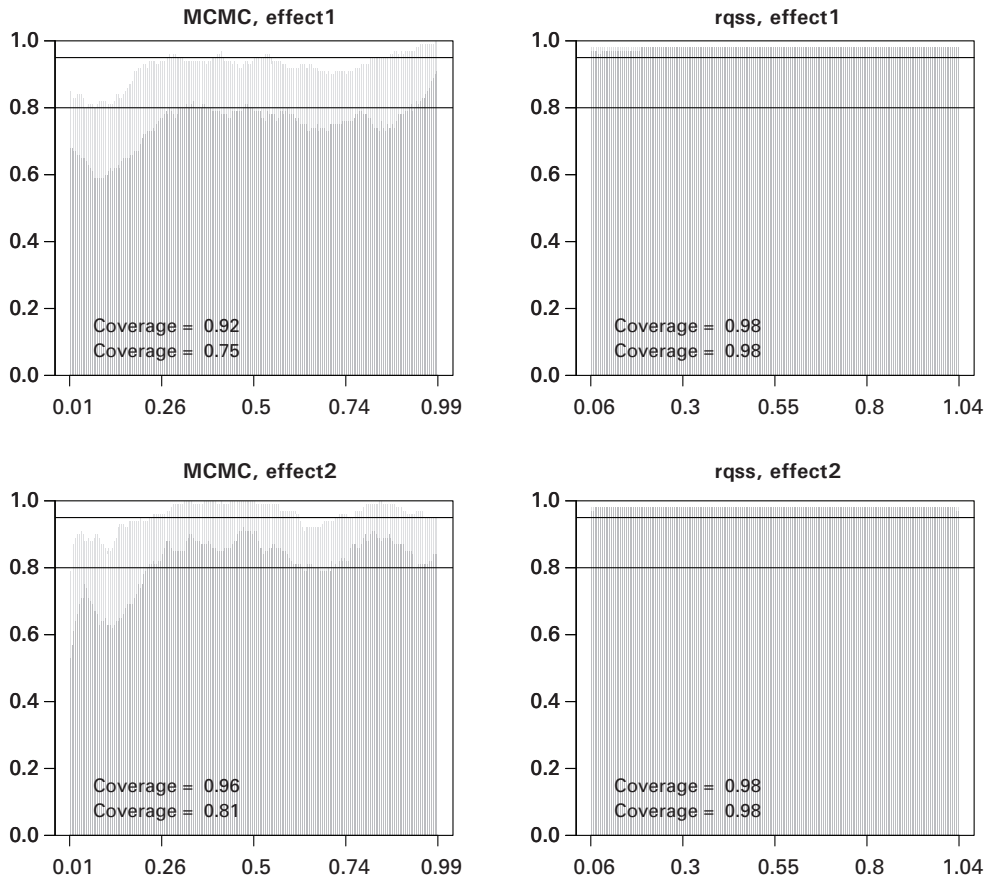 MCMC, effect1
1.0
0.8
0.6
0.4
0.2
0.0
Coverage = 0.92
Coverage = 0.75
0.01 0.26 0.5 0.74 0.99
rqss, effect1
1.0
0.8
0.6
0.4
0.2
0.0
Coverage = 0.98
Coverage = 0.98
0.06 0.3 0.55 0.8 1.04
MCMC, effect2
1.0
0.8
0.6
0.4
0.2
0.0
Coverage = 0.96
Coverage = 0.81
0.01 0.26 0.5 0.74 0.99
rqss, effect2
1.0
0.8
0.6
0.4
0.2
0.0
Coverage = 0.98
Coverage = 0.98
0.06 0.3 0.55 0.8 1.04